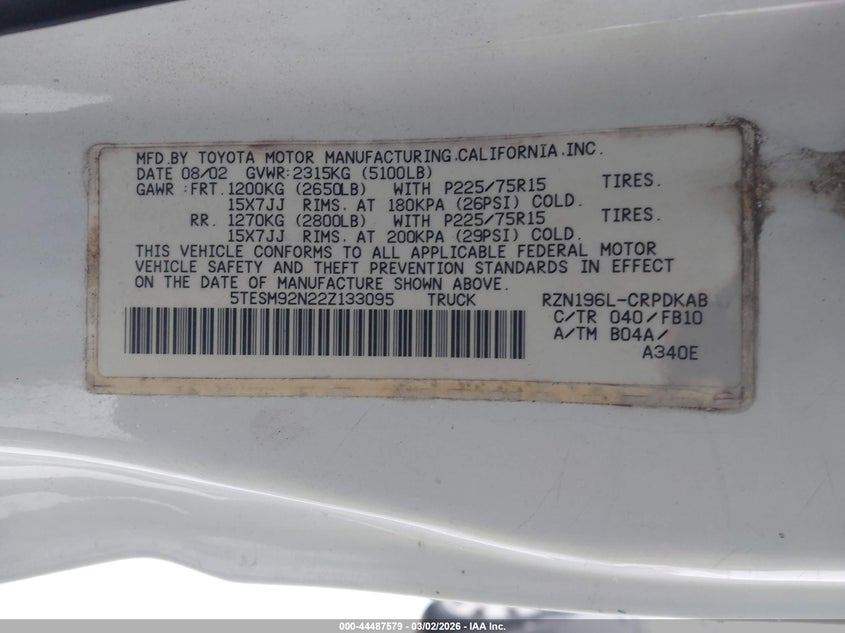 MFD.BY TOYOTA MOTOR MANUFACTURING.CALIFORNIA.INC.
DATE 08/02 GVWR:2315KG (5100LB)
GAWR :FRT.1200KG (2650LB) WITH P225/75R15 TIRES.
15X7JJ RIMS. AT 180KPA (26PSI) COLD.
RR. 1270KG (2800LB) WITH P225/75R15 TIRES.
15X7JJ RIMS. AT 200KPA (29PSI) COLD.
THIS VEHICLE CONFORMS TO ALL APPLICABLE FEDERAL MOTOR
VEHICLE SAFETY AND THEFT PREVENTION STANDARDS IN EFFECT
ON THE DATE OF MANUFACTURE SHOWN ABOVE.
5TESM92N22Z133095 TRUCK RZN196L-CRPDKAB
C/TR 040/FB10
A/TM B04A/
A340E
000-44487579 — 03/02/2026 — IAA Inc.